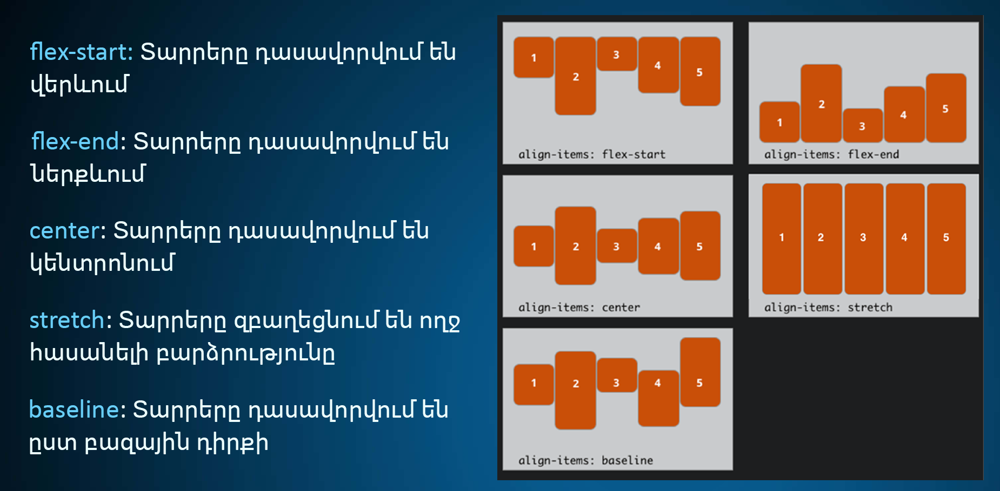 flex-start: Տարրերը դասավորվում են
վերևում
flex-end: Տարրերը դասավորվում են
ներքևում
center: Տարրերը դասավորվում են
կենտրոնում
stretch: Տարրերը զբաղեցնում են ողջ
հասանելի բարձրությունը
baseline: Տարրերը դասավորվում են
ըստ բազային դիրքի
1 2 3 4 5
align-items: flex-start
1 2 3 4 5
align-items: flex-end
1 2 3 4 5
align-items: center
1 2 3 4 5
align-items: stretch
1 2 3 4 5
align-items: baseline